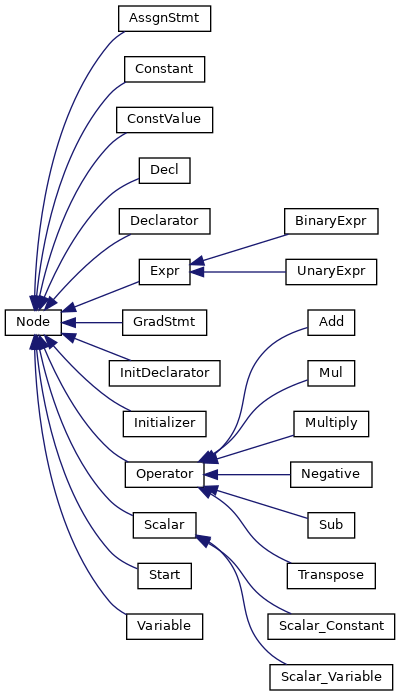 AssgnStmt
Constant
ConstValue
Decl
Declarator
BinaryExpr
Expr
UnaryExpr
Node
GradStmt
Add
InitDeclarator
Mul
Initializer
Multiply
Operator
Negative
Scalar
Sub
Start
Transpose
Variable
Scalar_Constant
Scalar_Variable